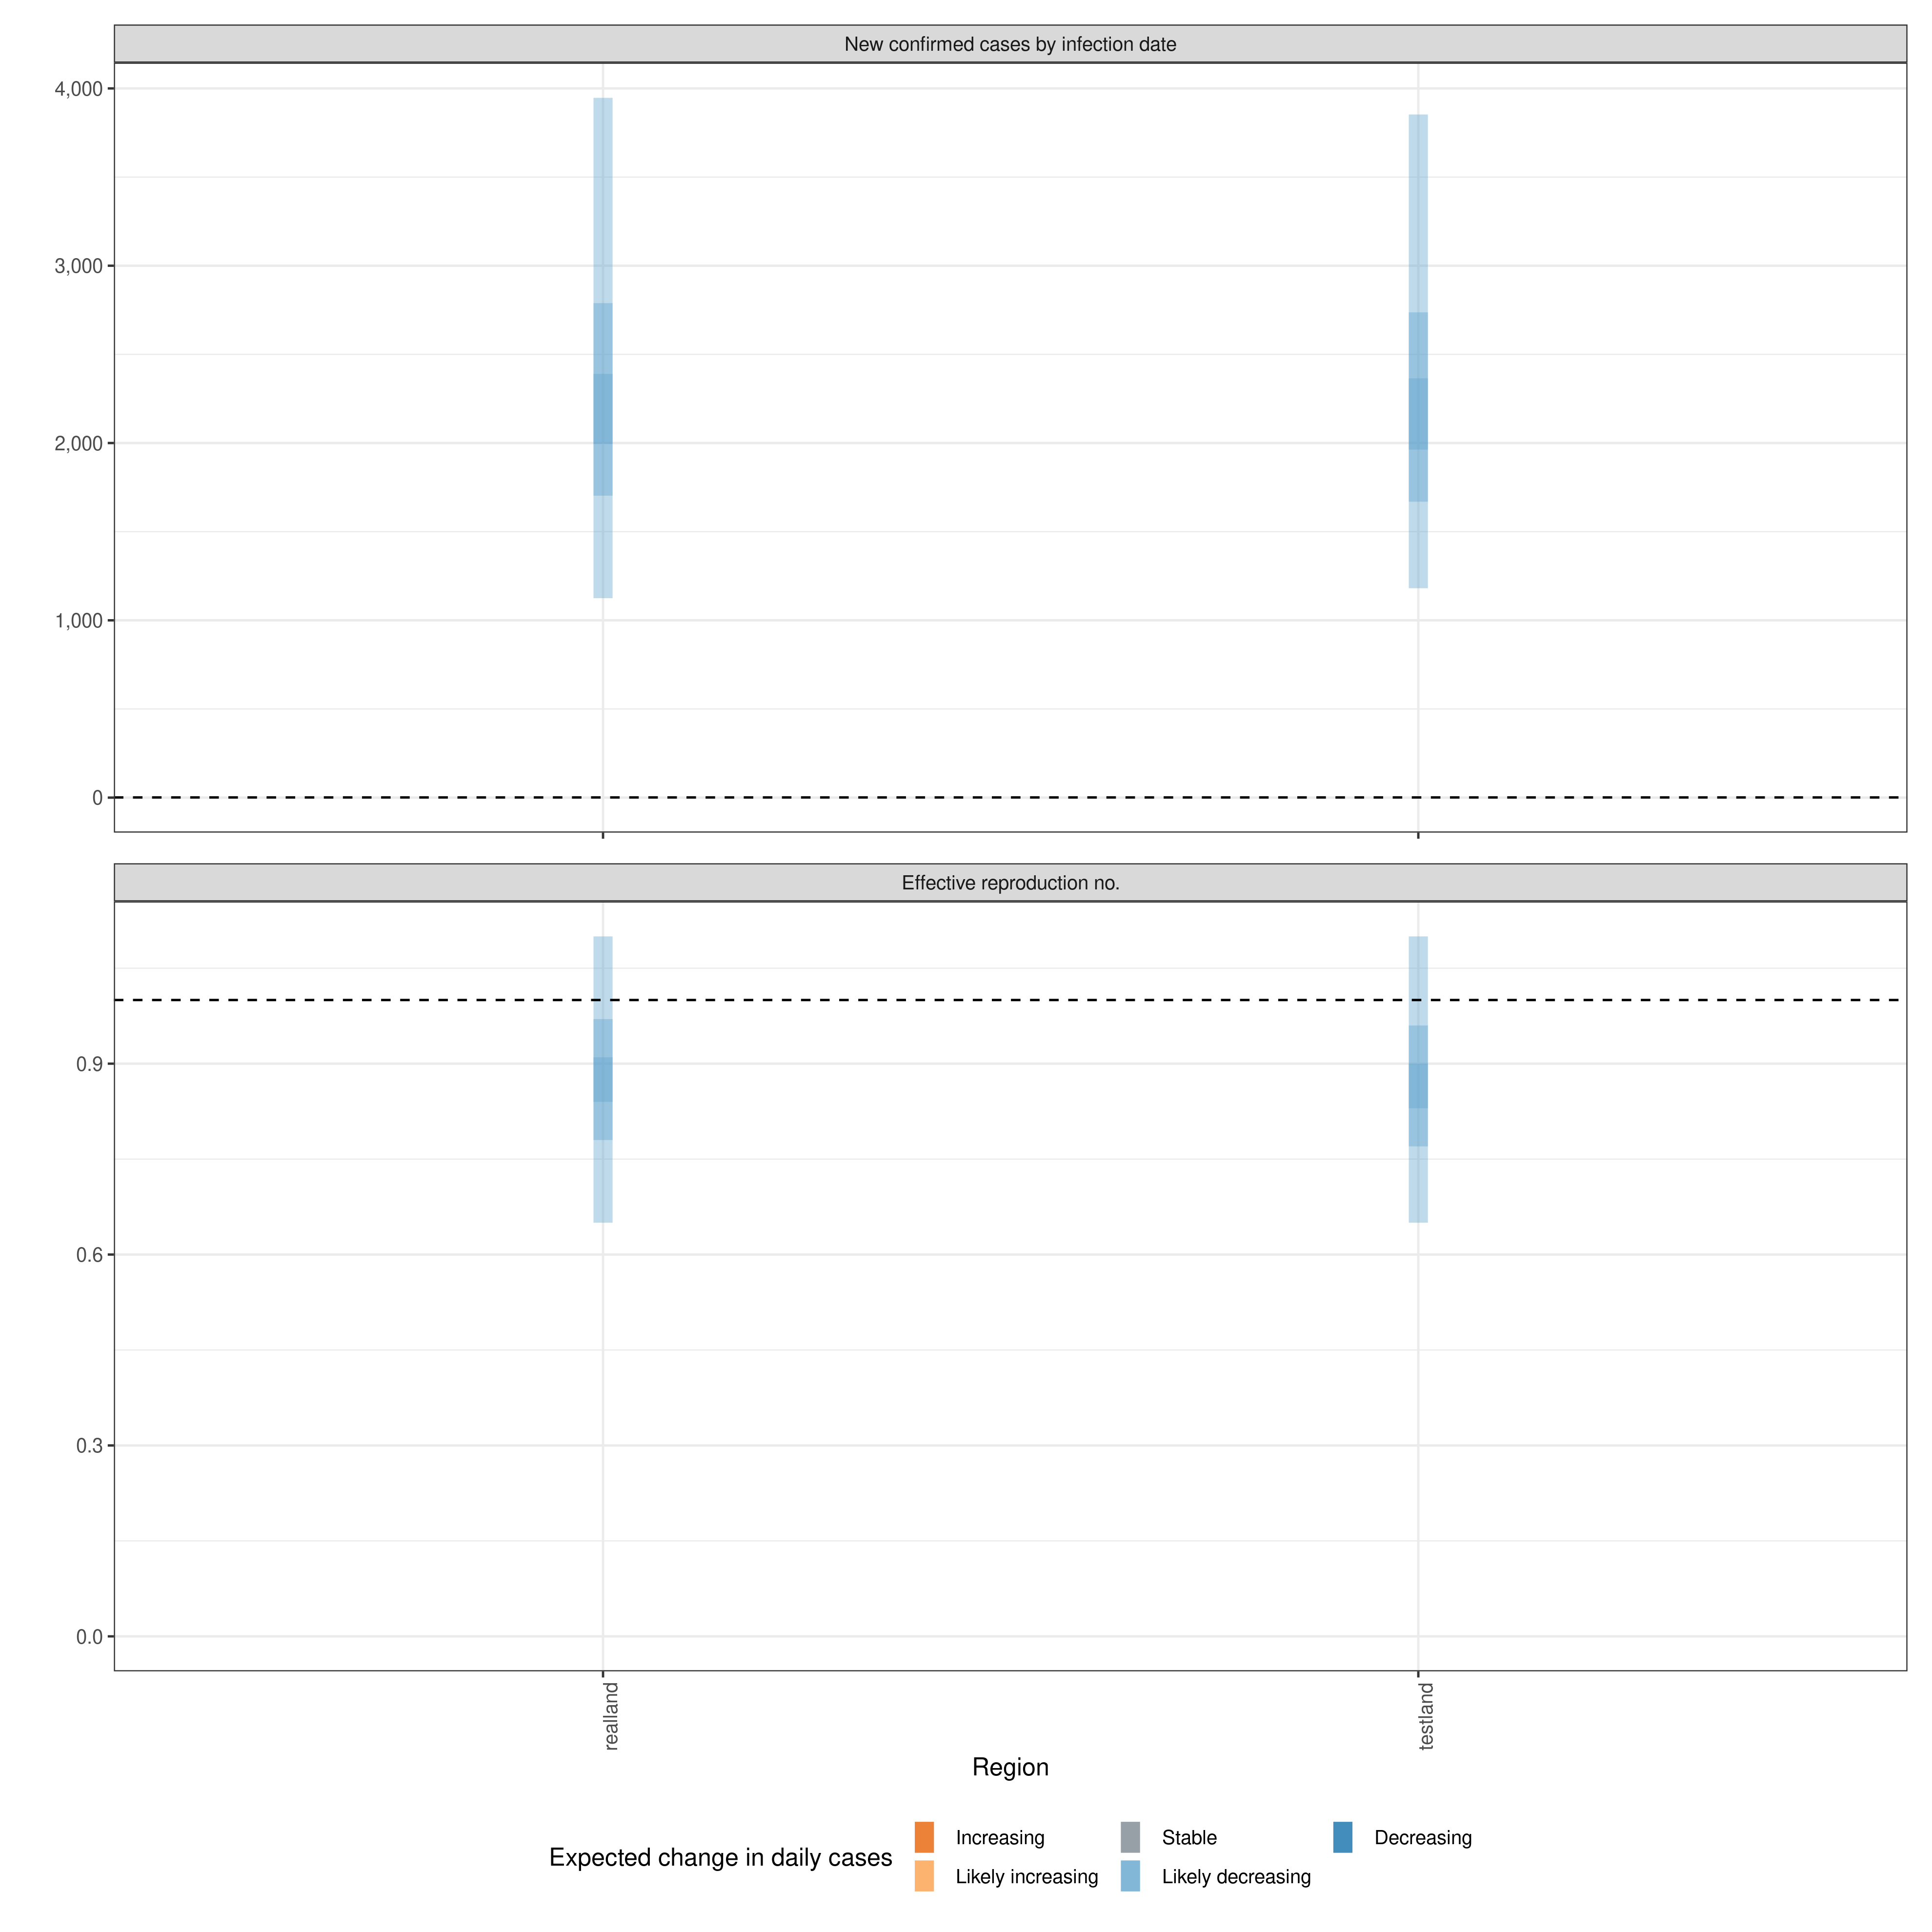 New confirmed cases by infection date
4,000
3,000
2,000
1,000
0
Effective reproduction no.
0.9
0.6
0.3
0.0
realland
testland
Region
Expected change in daily cases
Increasing
Stable
Decreasing
Likely increasing
Likely decreasing